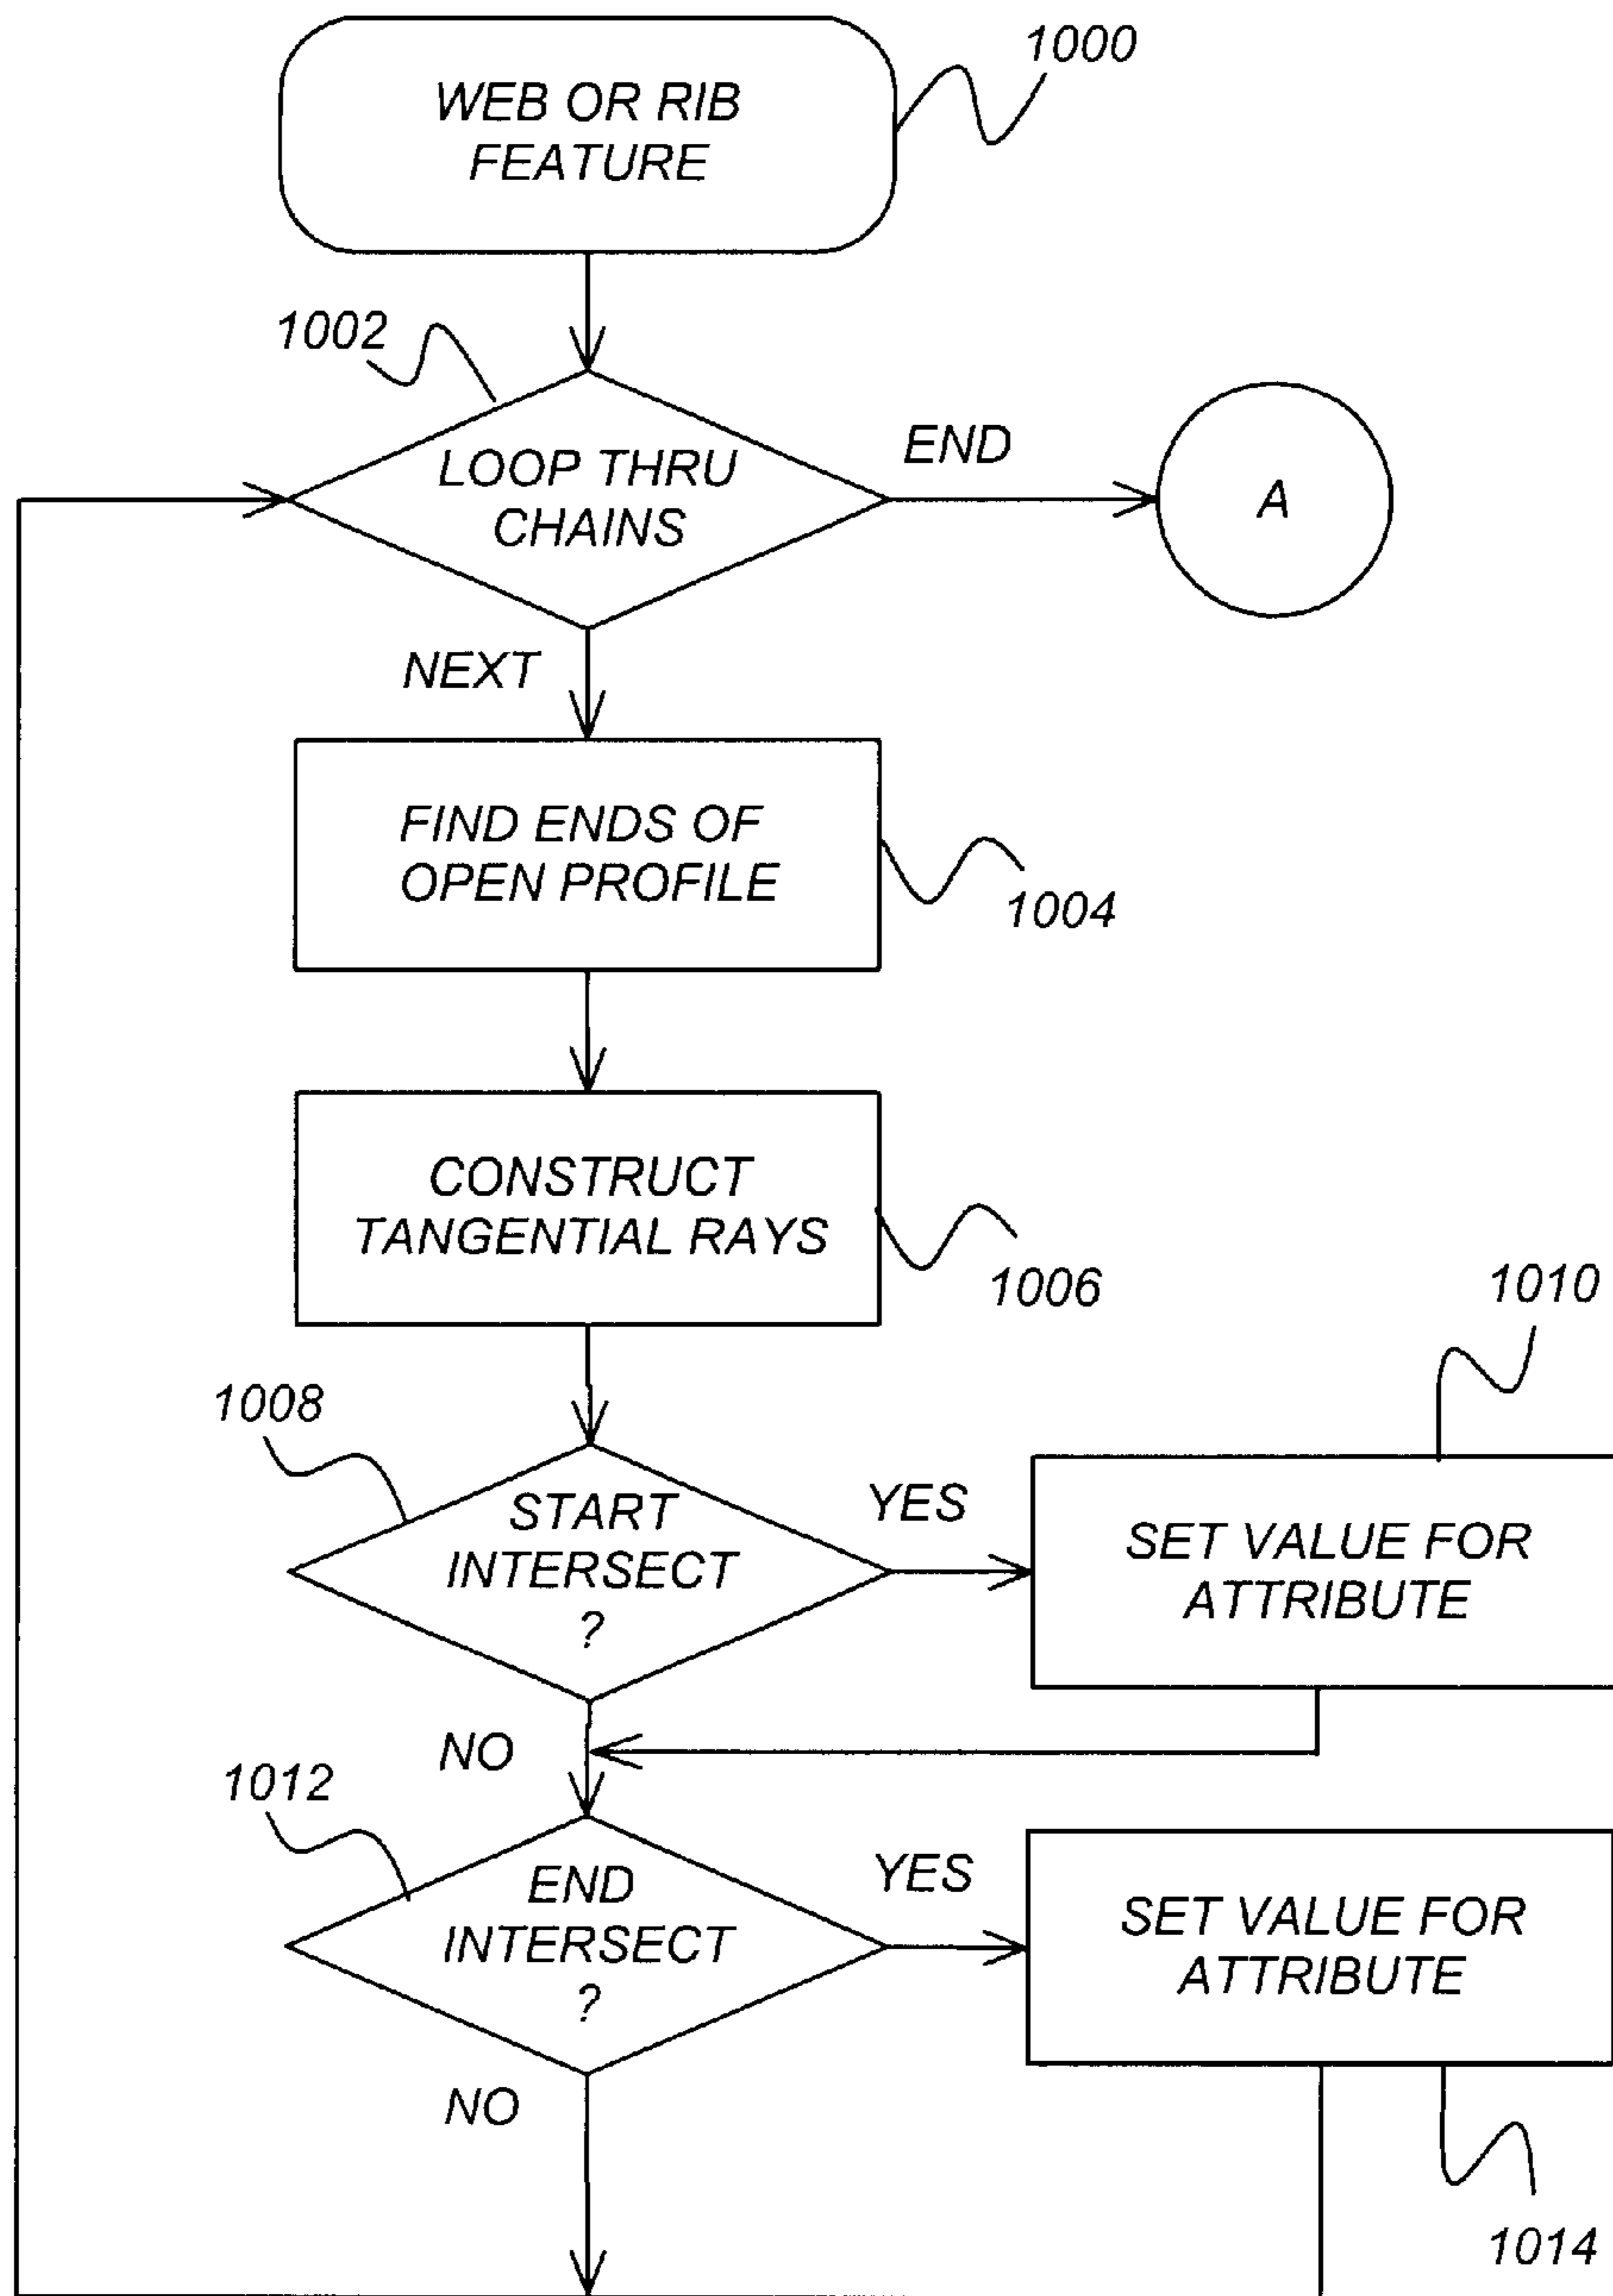 WEB OR RIB
FEATURE
1000
1002
LOOP THRU
CHAINS
END
A
NEXT
FIND ENDS OF
OPEN PROFILE
1004
CONSTRUCT
TANGENTIAL RAYS
1006
1008
START
INTERSECT
?
YES
1010
SET VALUE FOR
ATTRIBUTE
NO
1012
END
INTERSECT
?
YES
SET VALUE FOR
ATTRIBUTE
NO
1014